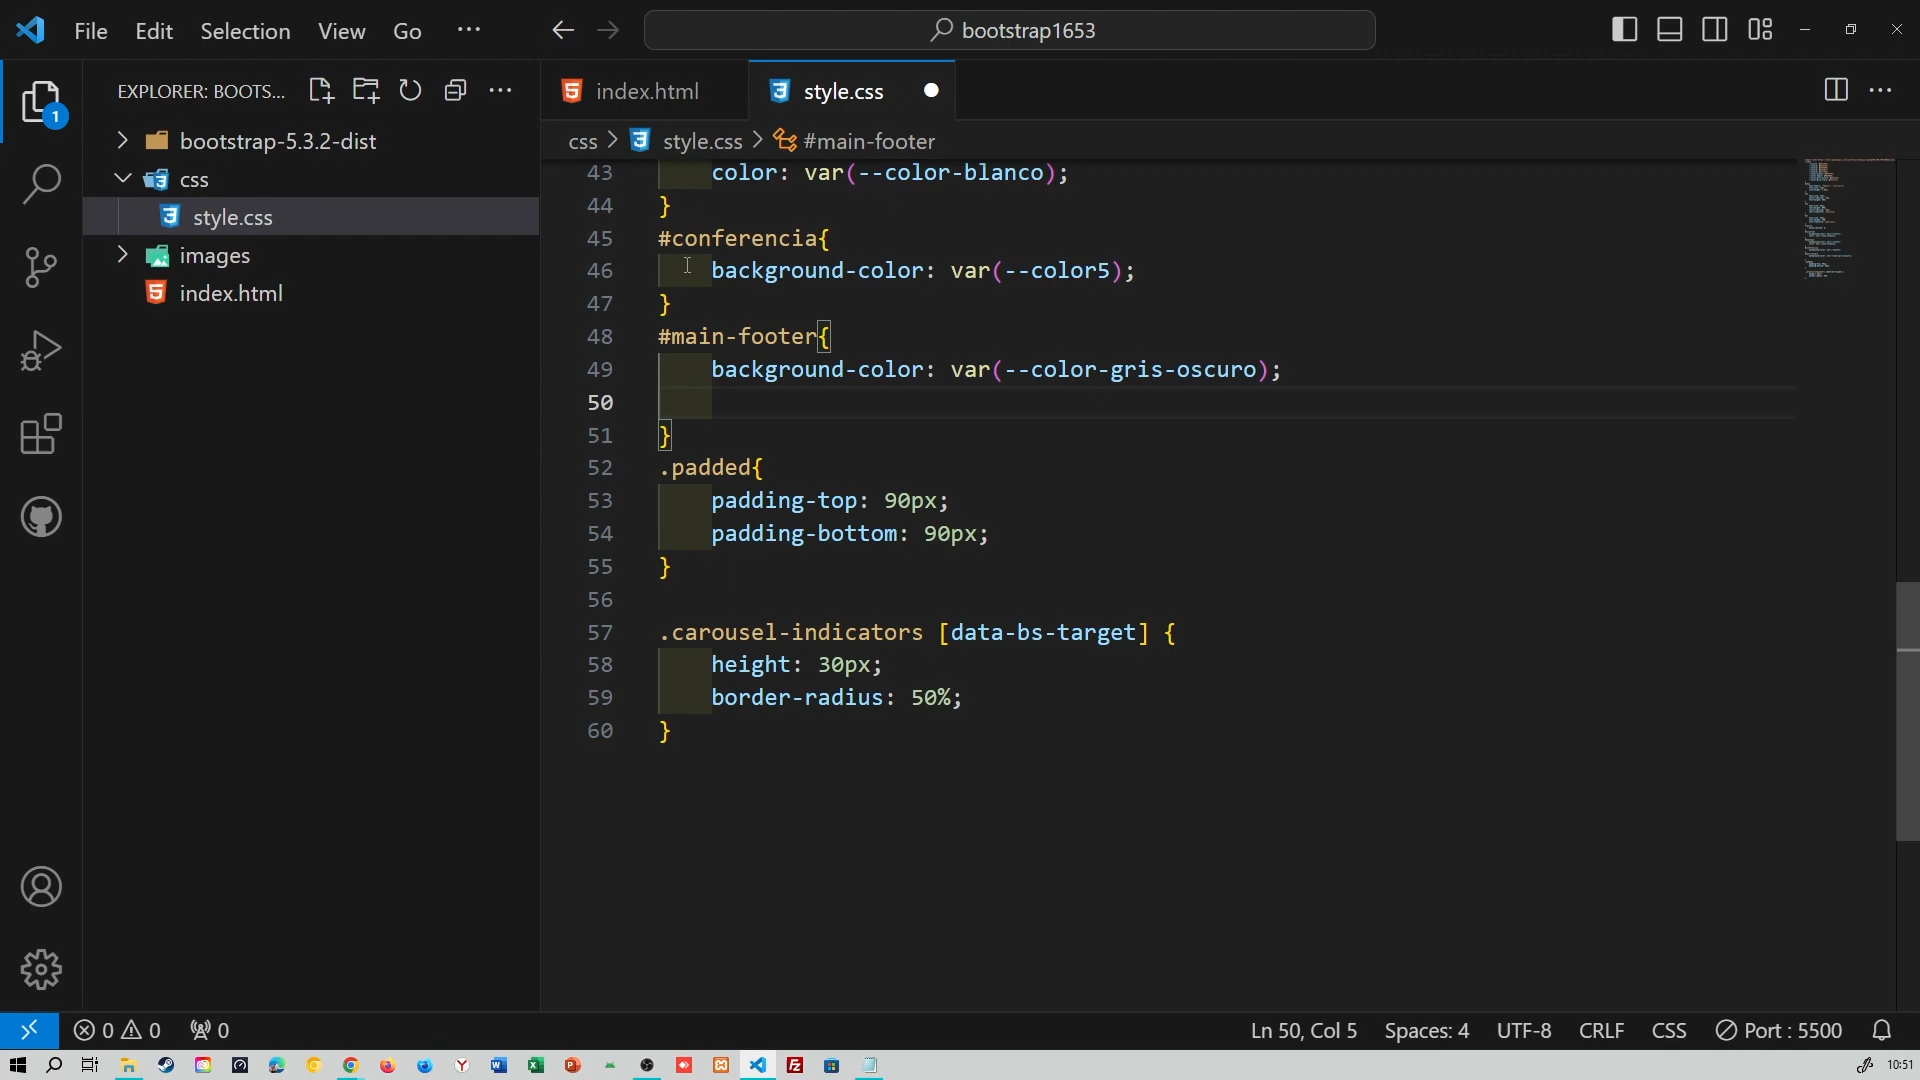 File Edit Selection View Go ···
bootstrap1653
EXPLORER: BOOTS...
index.html
style.css
bootstrap-5.3.2-dist
css
style.css
images
index.html
1
css > style.css > #main-footer
43 color: var(--color-blanco);
44 }
45 #conferencia{
46 background-color: var(--color5);
47 }
48 #main-footer{
49 background-color: var(--color-gris-oscuro);
50
51 }
52 .padded{
53 padding-top: 90px;
54 padding-bottom: 90px;
55 }
56
57 .carousel-indicators [data-bs-target] {
58 height: 30px;
59 border-radius: 50%;
60 }
0 0 0
Ln 50, Col 5 Spaces: 4 UTF-8 CRLF CSS Port : 5500
10:51